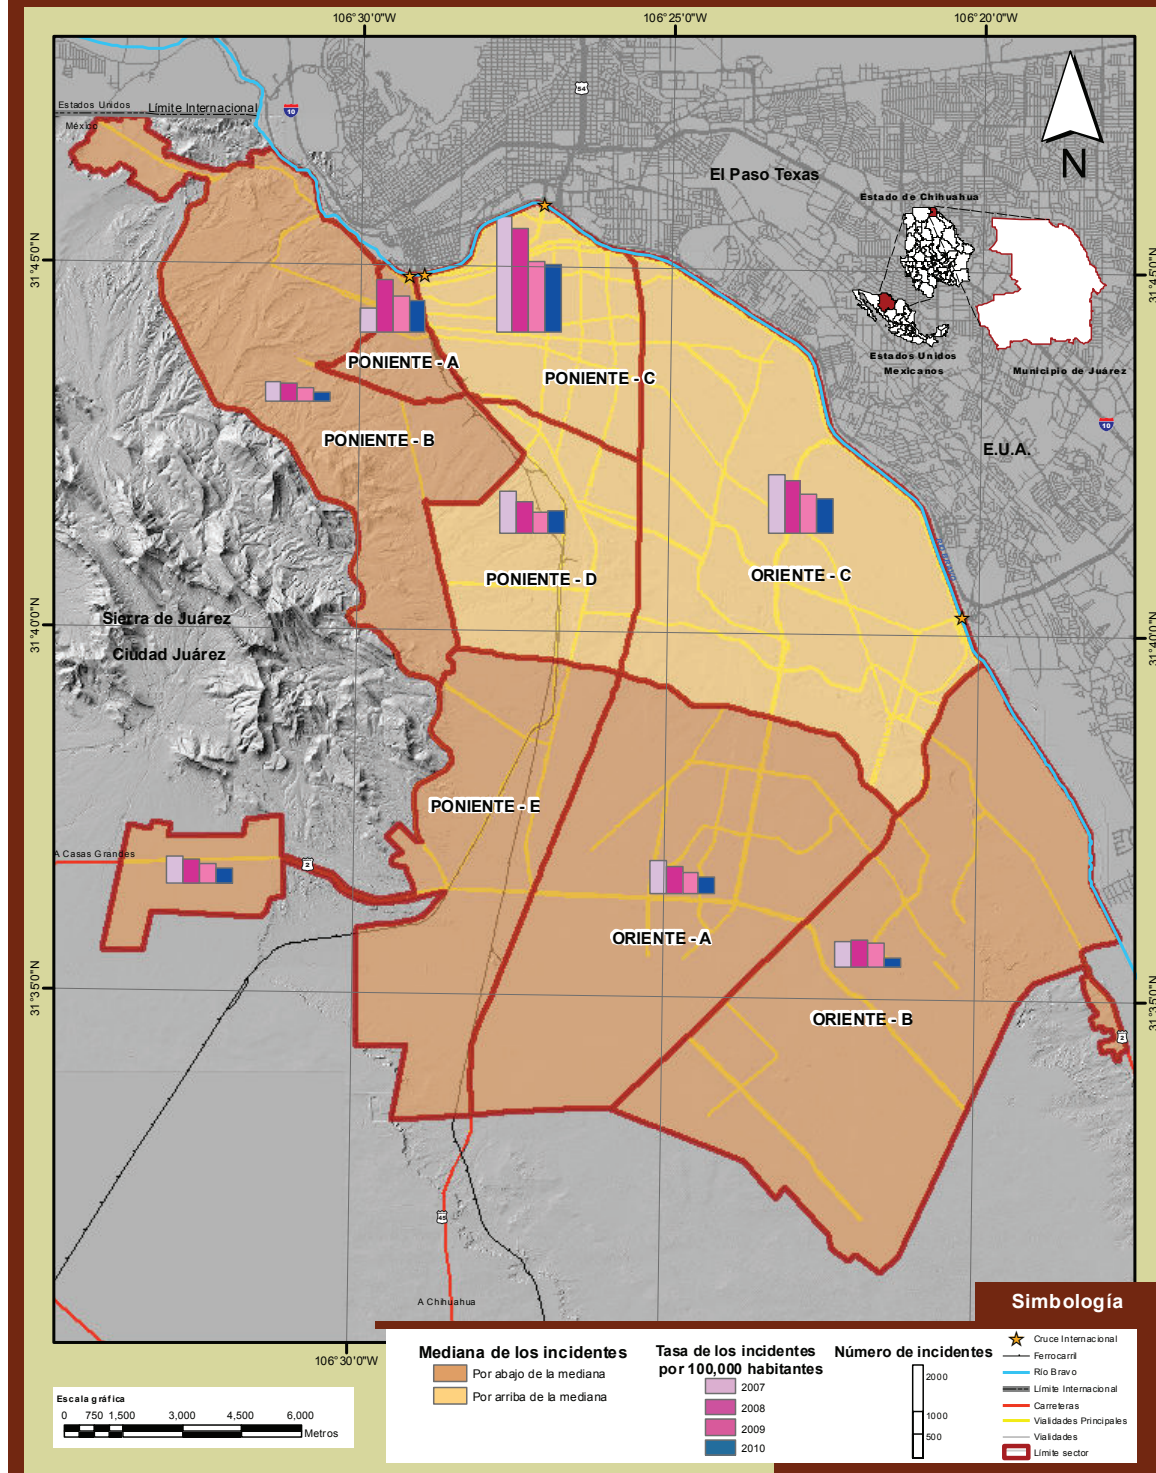 106°30'0"W
106°25'0"W
106°20'0"W
54
Estados Unidos
Límite Internacional
10
México
El Paso Texas
N
Estado de Chihuahua
31°45'0"N
31°45'0"N
Estados Unidos
Mexicanos
Municipio de Juárez
PONIENTE - A
PONIENTE - C
10
PONIENTE - B
E.U.A.
PONIENTE - D
ORIENTE - C
Sierra de Juárez
31°40'0"N
31°40'0"N
Ciudad Juárez
PONIENTE - E
A Casas Grandes
2
ORIENTE - A
31°35'0"N
31°35'0"N
ORIENTE - B
2
45
A Chihuahua
106°30'0"W
Simbología
Mediana de los incidentes
Por abajo de la mediana
Por arriba de la mediana
Tasa de los incidentes
por 100,000 habitantes
2007
2008
2009
2010
Número de incidentes
2000
1000
500
Cruce Internacional
Ferrocarril
Río Bravo
Límite Internacional
Carreteras
Vialidades Principales
Vialidades
Límite sector
Escala gráfica
0 750 1,500 3,000 4,500 6,000
Metros